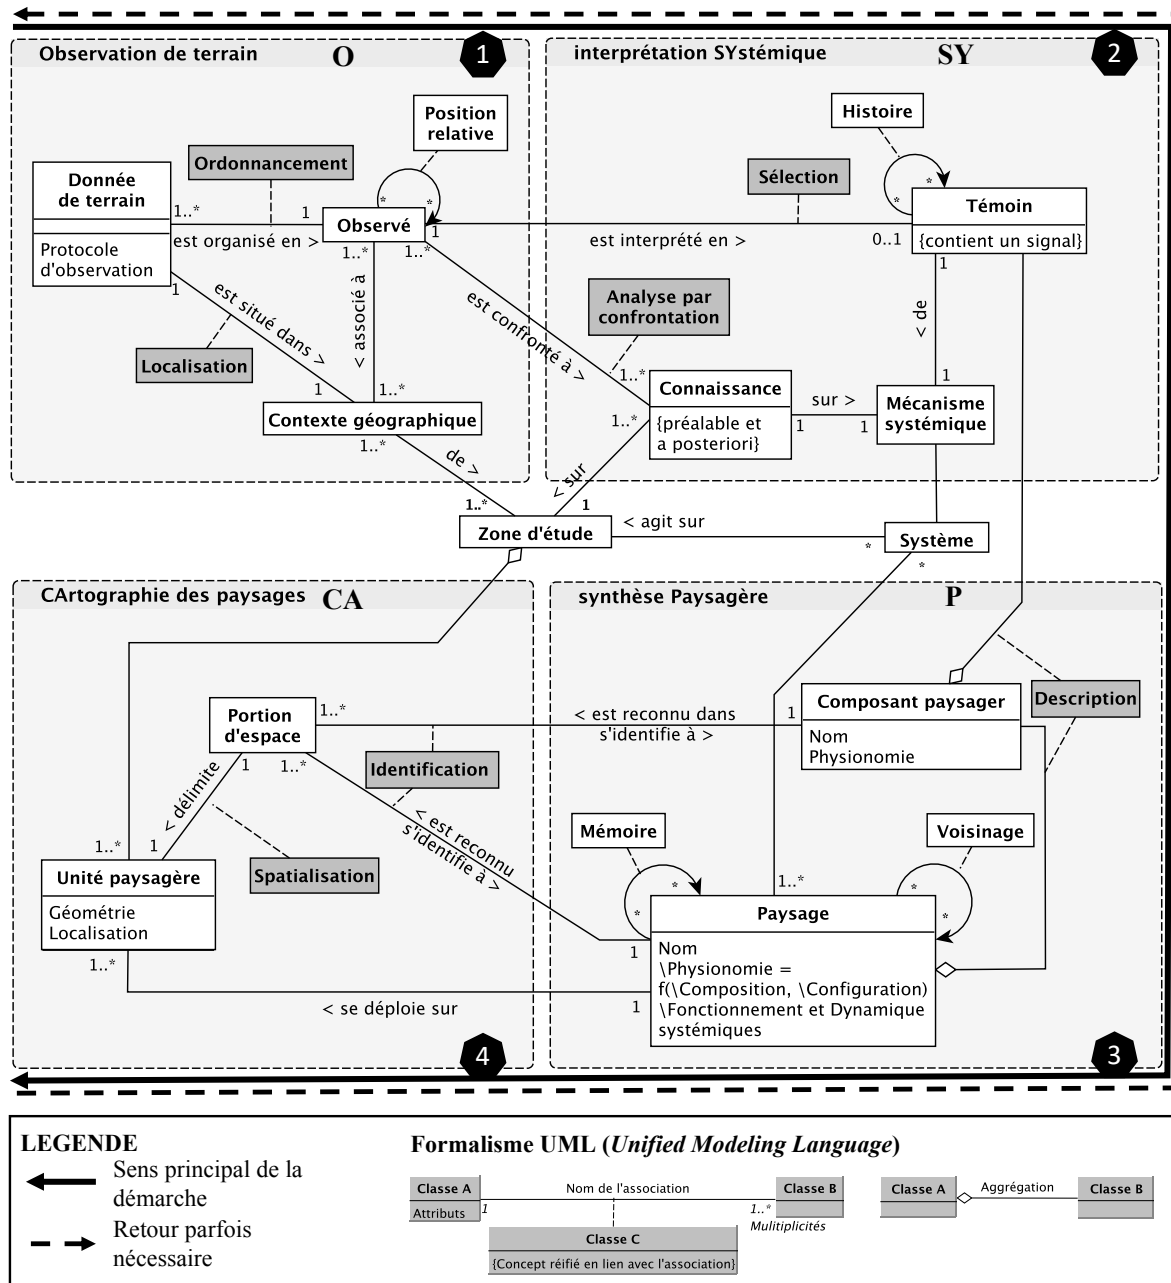 Observation de terrain O 1
interprétation SYstémique SY 2
Position
relative
Histoire
Ordonnancement
Sélection
Donnée
de terrain
Protocole
d'observation
1..*
1
est organisé en >
Observé
*
*
1
1..*
1..*
est interprété en >
0..1
Témoin
{contient un signal}
*
*
1
1
est situé dans >
Localisation
1
< associé à
1..*
Contexte géographique
1..*
est confronté à >
Analyse par
confrontation
1..*
Connaissance
{préalable et
a posteriori}
1..*
sur >
1
1
< de
1
Mécanisme
systémique
de >
1..*
< sur
1
Zone d'étude
< agit sur
*
Système
*
CArtographie des paysages CA
synthèse Paysagère P
Portion
d'espace
1..*
< est reconnu dans
s'identifie à >
1
Composant paysager
Nom
Physionomie
Description
Identification
1
1..*
< délimite
< est reconnu
s'identifie à >
Mémoire
Voisinage
1..*
1
Spatialisation
Unité paysagère
Géométrie
Localisation
1..*
*
*
1..*
*
*
Paysage
Nom
\Physionomie =
f(\Composition, \Configuration)
\Fonctionnement et Dynamique
systémiques
1
1
< se déploie sur
4
3
LEGENDE
Sens principal de la
démarche
Retour parfois
nécessaire
Formalisme UML (Unified Modeling Language)
Classe A
Attributs
1
Nom de l'association
1..*
Mulitiplicités
Classe B
Classe C
{Concept réifié en lien avec l'association}
Classe A
Aggrégation
Classe B